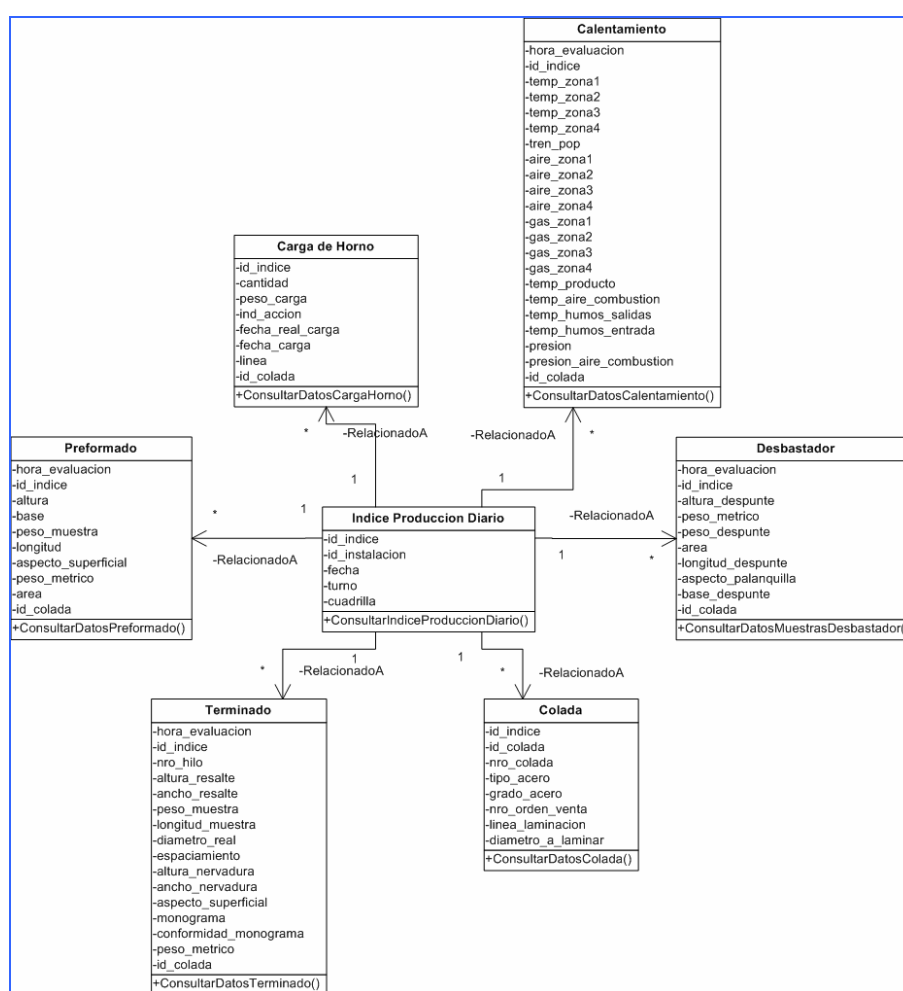 Calentamiento
-hora_evaluacion
-id_indice
-temp_zona1
-temp_zona2
-temp_zona3
-temp_zona4
-tren_pop
-aire_zona1
-aire_zona2
-aire_zona3
-aire_zona4
-gas_zona1
-gas_zona2
-gas_zona3
-gas_zona4
-temp_producto
-temp_aire_combustion
-temp_humos_salidas
-temp_humos_entrada
-presion
-presion_aire_combustion
-id_colada
+ConsultarDatosCalentamiento()
Carga de Horno
-id_indice
-cantidad
-peso_carga
-ind_accion
-fecha_real_carga
-fecha_carga
-linea
-id_colada
+ConsultarDatosCargaHorno()
* -RelacionadoA
1
-RelacionadoA *
1
Preformado
-hora_evaluacion
-id_indice
-altura
-base
-peso_muestra
-longitud
-aspecto_superficial
-peso_metrico
-area
-id_colada
+ConsultarDatosPreformado()
* 1
-RelacionadoA
Indice Produccion Diario
-id_indice
-id_instalacion
-fecha
-turno
-cuadrilla
+ConsultarIndiceProduccionDiario()
-RelacionadoA
1 *
Desbastador
-hora_evaluacion
-id_indice
-altura_despunte
-peso_metrico
-peso_despunte
-area
-longitud_despunte
-aspecto_palanquilla
-base_despunte
-id_colada
+ConsultarDatosMuestrasDesbastador(
1
* -RelacionadoA
1
* -RelacionadoA
Terminado
-hora_evaluacion
-id_indice
-nro_hilo
-altura_resalte
-ancho_resalte
-peso_muestra
-longitud_muestra
-diametro_real
-espaciamiento
-altura_nervadura
-ancho_nervadura
-aspecto_superficial
-monograma
-conformidad_monograma
-peso_metrico
-id_colada
+ConsultarDatosTerminado()
Colada
-id_indice
-id_colada
-nro_colada
-tipo_acero
-grado_acero
-nro_orden_venta
-linea_laminacion
-diametro_a_laminar
+ConsultarDatosColada()